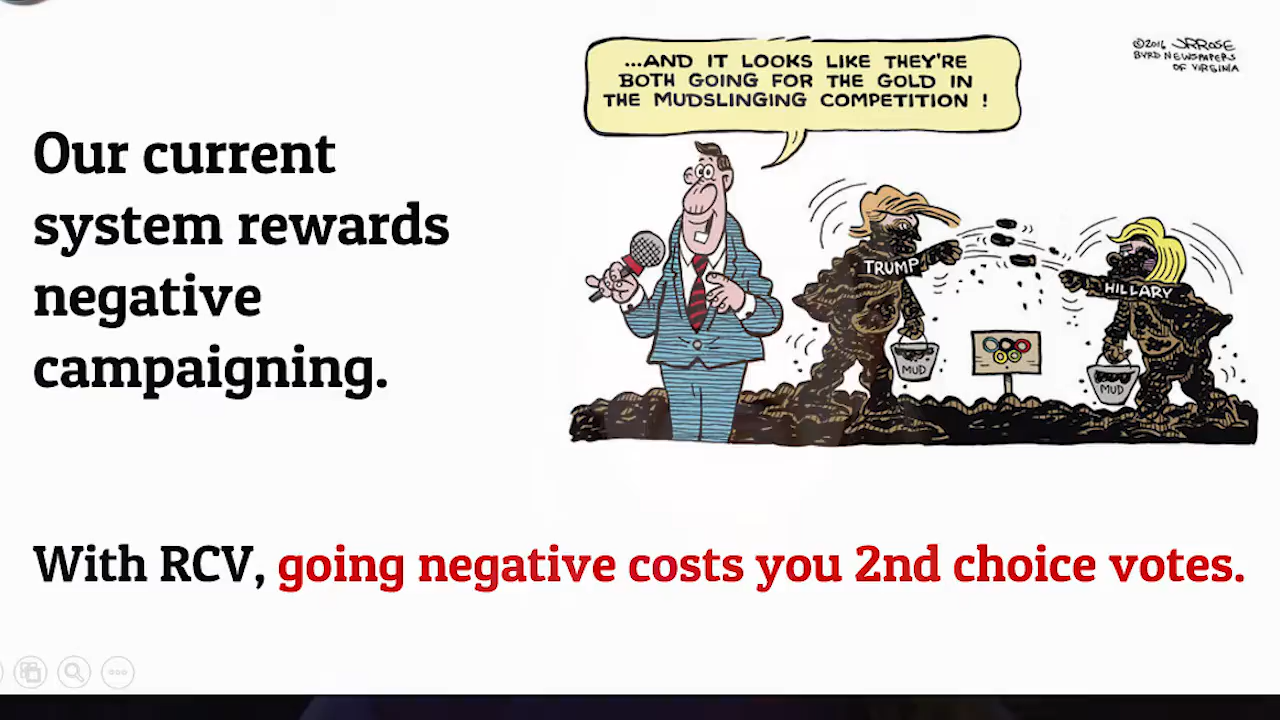 ...AND IT LOOKS LIKE THEY'RE
BOTH GOING FOR THE GOLD IN
THE MUDSLINGING COMPETITION !
©2016 JRROSE
BYRD NEWSPAPERS
OF VIRGINIA
Our current
system rewards
negative
campaigning.
TRUMP
HILLARY
MUD
MUD
With RCV, going negative costs you 2nd choice votes.